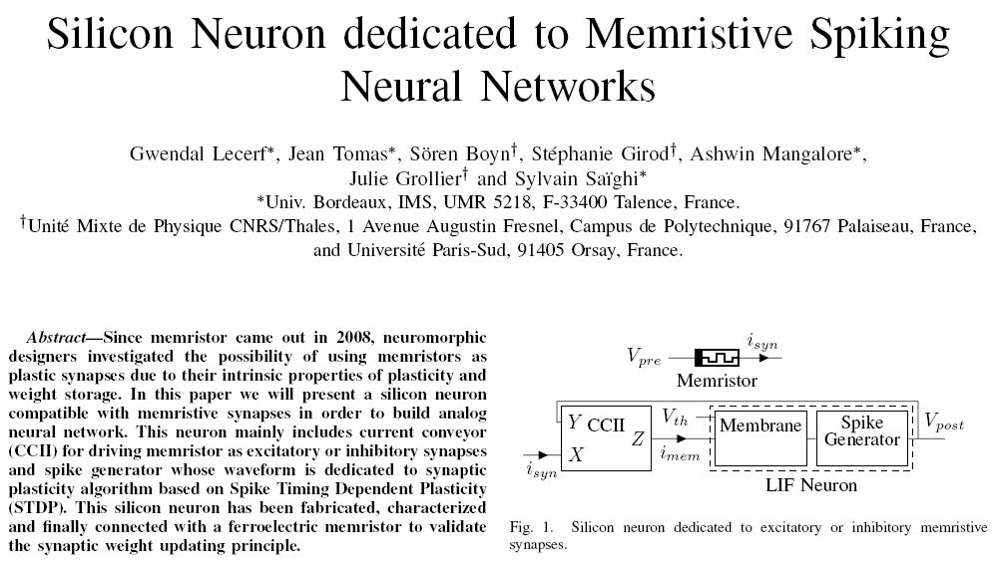 Silicon Neuron dedicated to Memristive Spiking
Neural Networks
Gwendal Lecerf*, Jean Tomas*, Sören Boyn†, Stéphanie Girod†, Ashwin Mangalore*,
Julie Grollier† and Sylvain Saïghi*
*Univ. Bordeaux, IMS, UMR 5218, F-33400 Talence, France.
†Unité Mixte de Physique CNRS/Thales, 1 Avenue Augustin Fresnel, Campus de Polytechnique, 91767 Palaiseau, France,
and Université Paris-Sud, 91405 Orsay, France.
Abstract—Since memristor came out in 2008, neuromorphic
designers investigated the possibility of using memristors as
plastic synapses due to their intrinsic properties of plasticity and
weight storage. In this paper we will present a silicon neuron
compatible with memristive synapses in order to build analog
neural network. This neuron mainly includes current conveyor
(CCII) for driving memristor as excitatory or inhibitory synapses
and spike generator whose waveform is dedicated to synaptic
plasticity algorithm based on Spike Timing Dependent Plasticity
(STDP). This silicon neuron has been fabricated, characterized
and finally connected with a ferroelectric memristor to validate
the synaptic weight updating principle.
V_pre i_syn
Memristor
Y CCII Z X
i_syn
V_th
i_mem
Membrane
Spike
Generator
V_post
LIF Neuron
Fig. 1. Silicon neuron dedicated to excitatory or inhibitory memristive
synapses.